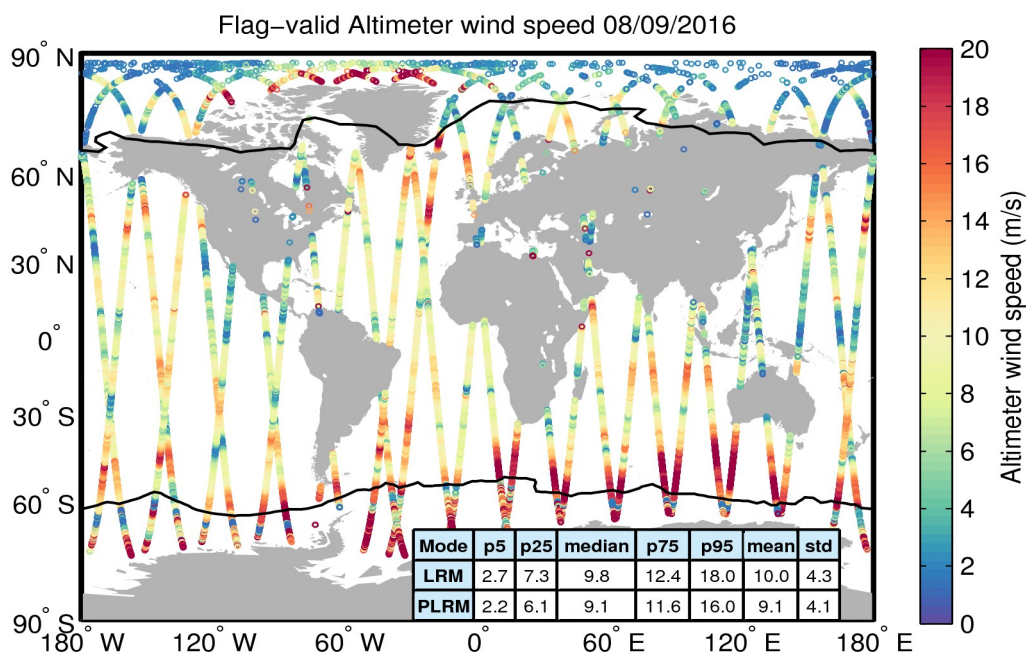 Flag−valid Altimeter wind speed 08/09/2016
90° N
60° N
30° N
0°
30° S
60° S
90° S
180° W
120° W
60° W
0°
60° E
120° E
180° E
Mode p5 p25 median p75 p95 mean std
LRM 2.7 7.3 9.8 12.4 18.0 10.0 4.3
PLRM 2.2 6.1 9.1 11.6 16.0 9.1 4.1
20
18
16
14
12
10
8
6
4
2
0
Altimeter wind speed (m/s)